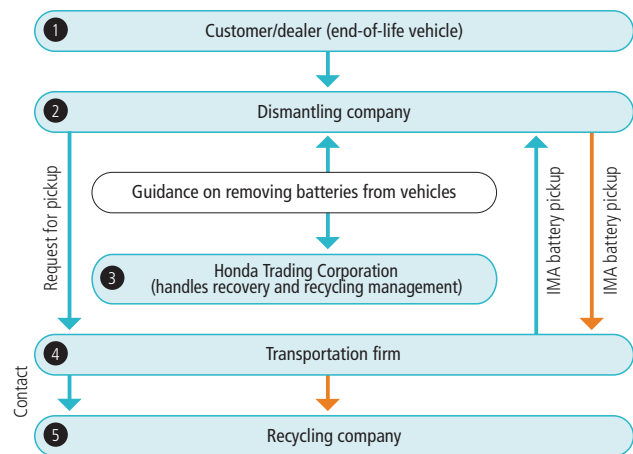 1 Customer/dealer (end-of-life vehicle)
2 Dismantling company
Request for pickup
Guidance on removing batteries from vehicles
IMA battery pickup
IMA battery pickup
3 Honda Trading Corporation
(handles recovery and recycling management)
4 Transportation firm
Contact
5 Recycling company